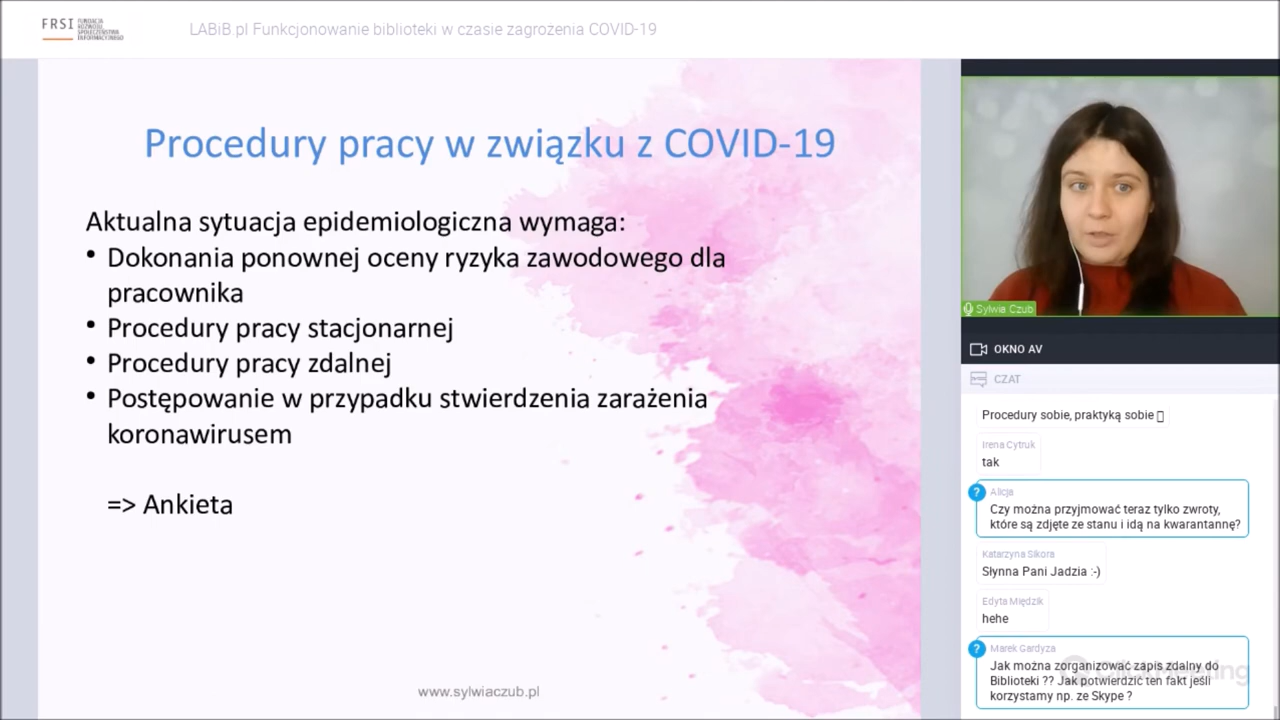 FRSI
FUNDACJA
ROZWOJU
SPOŁECZEŃSTWA
INFORMACYJNEGO
LABiB.pl Funkcjonowanie biblioteki w czasie zagrożenia COVID-19
Procedury pracy w związku z COVID-19
Aktualna sytuacja epidemiologiczna wymaga:
• Dokonania ponownej oceny ryzyka zawodowego dla
pracownika
• Procedury pracy stacjonarnej
• Procedury pracy zdalnej
• Postępowanie w przypadku stwierdzenia zarażenia
koronawirusem
=> Ankieta
www.sylwiaczub.pl
Sylwia Czub
OKNO AV
CZAT
Procedury sobie, praktyką sobie
Irena Cytruk
tak
?
Alicja
Czy można przyjmować teraz tylko zwroty,
które są zdjęte ze stanu i idą na kwarantannę?
Katarzyna Sikora
Słynna Pani Jadzia :-)
Edyta Międzik
hehe
?
Marek Gardyza
Jak można zorganizować zapis zdalny do
Biblioteki ?? Jak potwierdzić ten fakt jeśli
korzystamy np. ze Skype ?